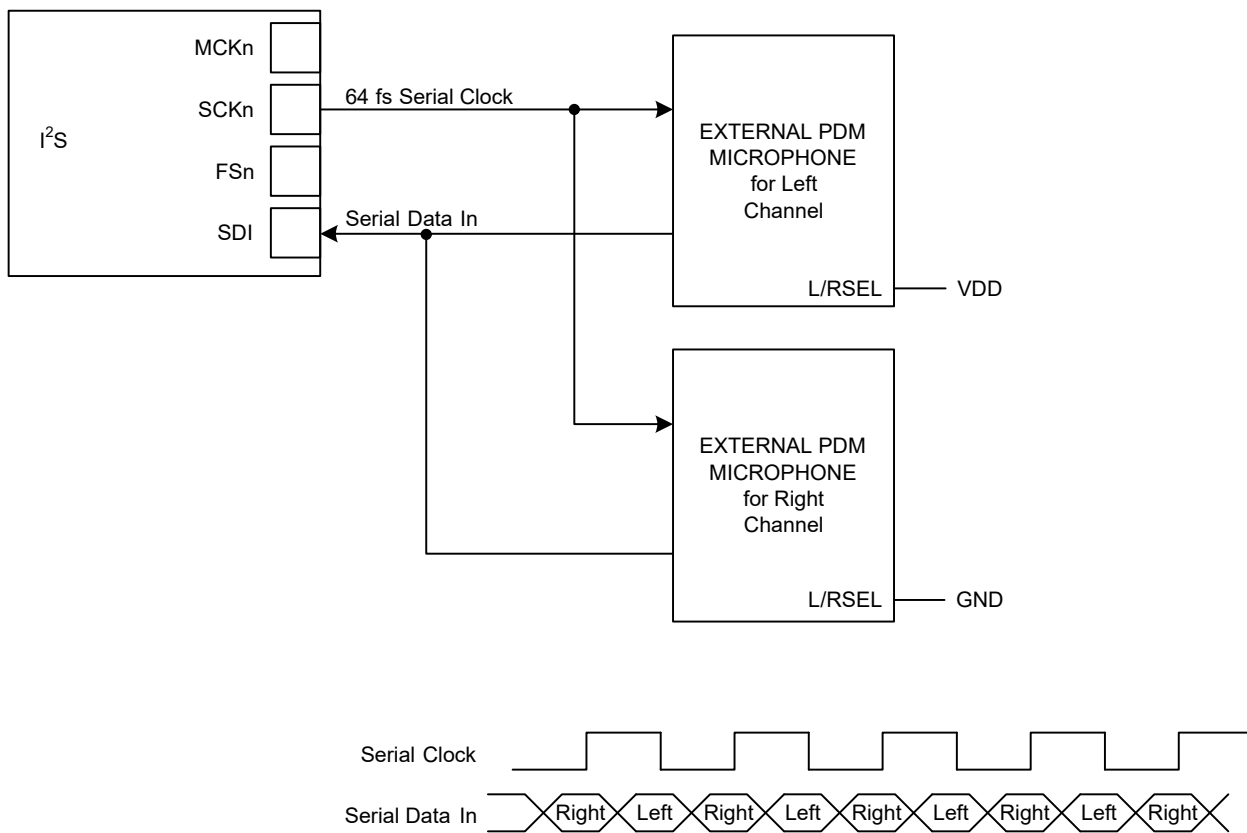 MCKn
SCKn
I²S
FSn
SDI
64 fs Serial Clock
Serial Data In
EXTERNAL PDM
MICROPHONE
for Left
Channel
L/RSEL
VDD
EXTERNAL PDM
MICROPHONE
for Right
Channel
L/RSEL
GND
Serial Clock
Serial Data In
Right Left Right Left Right Left Right Left Right